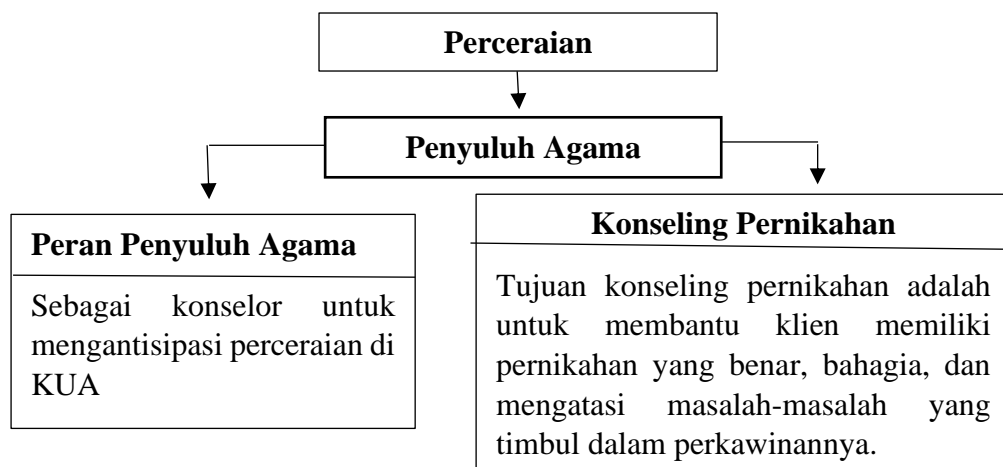 Perceraian
Penyuluh Agama
Peran Penyuluh Agama
Sebagai konselor untuk
mengantisipasi perceraian di
KUA
Konseling Pernikahan
Tujuan konseling pernikahan adalah
untuk membantu klien memiliki
pernikahan yang benar, bahagia, dan
mengatasi masalah-masalah yang
timbul dalam perkawinannya.